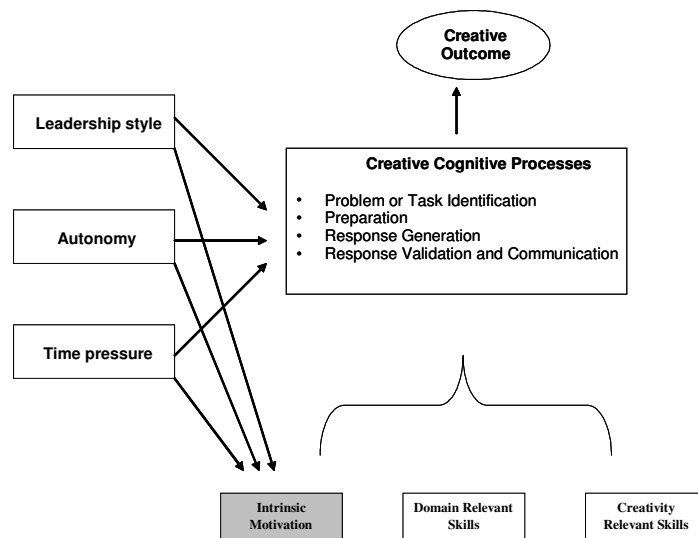 Creative
Outcome
Leadership style
Creative Cognitive Processes
• Problem or Task Identification
• Preparation
• Response Generation
• Response Validation and Communication
Autonomy
Time pressure
Intrinsic
Motivation
Domain Relevant
Skills
Creativity
Relevant Skills